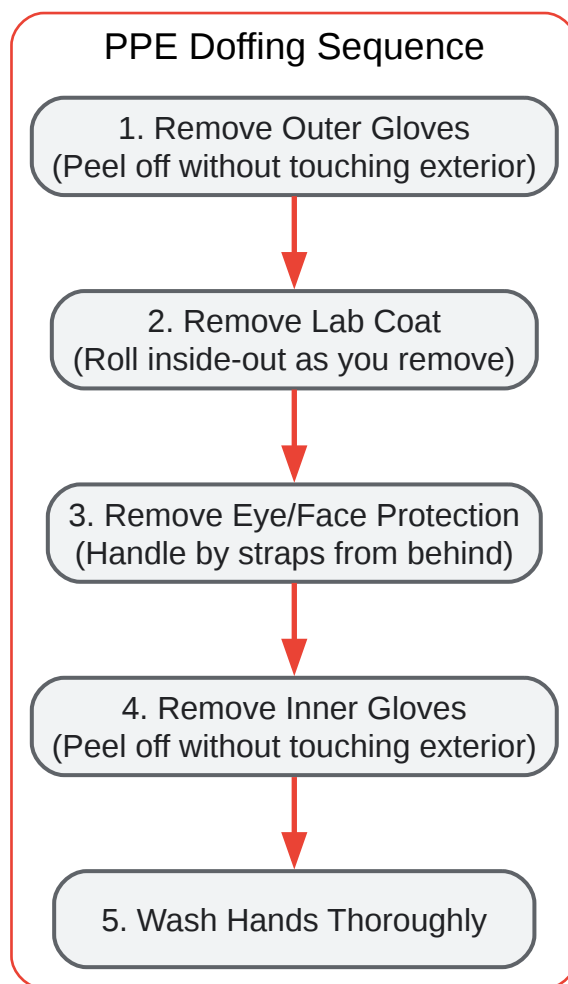 PPE Doffing Sequence
1. Remove Outer Gloves
(Peel off without touching exterior)
2. Remove Lab Coat
(Roll inside-out as you remove)
3. Remove Eye/Face Protection
(Handle by straps from behind)
4. Remove Inner Gloves
(Peel off without touching exterior)
5. Wash Hands Thoroughly